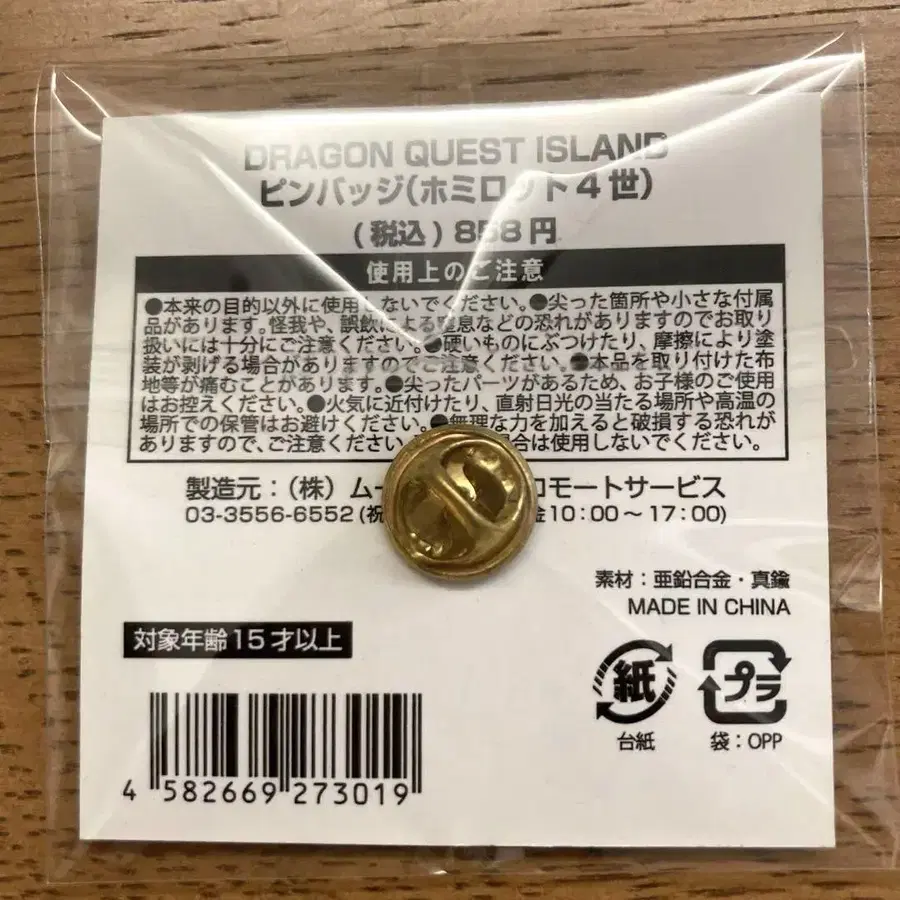 DRAGON QUEST ISLAND
ピンバッジ(ホミロット4世)
(税込)858円
使用上のご注意
●本来の目的以外に使用しないでください。●尖った箇所や小さな付属
品があります。怪我や、誤飲による窒息などの恐れがありますのでお取り
扱いには十分にご注意ください。●硬いものにぶつけたり、摩擦により塗
装が剥げる場合がありますのでご注意ください。●本品を取り付けた布
地等が痛むことがあります。●尖ったパーツがあるため、お子様のご使用
はお控えください。●火気に近付けたり、直射日光の当たる場所や高温の
場所での保管はお避けください。●無理な力を加えると破損する恐れが
ありますので、ご注意ください 場合は使用しないでください。
製造元:(株)ム ロモートサービス
03-3556-6552(祝 金10:00~17:00)
素材:亜鉛合金・真鍮
MADE IN CHINA
対象年齢15才以上
紙 プラ
台紙 袋:OPP
4 582669 273019